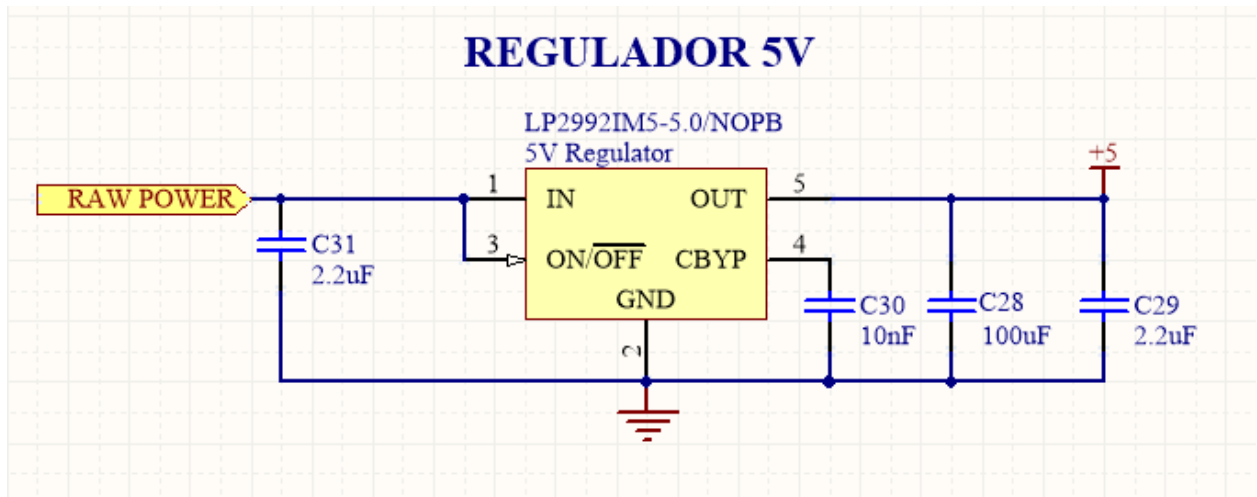 REGULADOR 5V
LP2992IM5-5.0/NOPB
5V Regulator
+5
RAW POWER
1
IN
OUT
5
C31
2.2uF
3
ON/OFF
CBYP
4
GND
2
C30
10nF
C28
100uF
C29
2.2uF